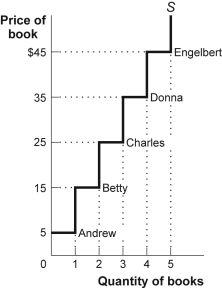 S
Price of
book
$45
Engelbert
35
Donna
25
Charles
15
Betty
5
Andrew
0 1 2 3 4 5
Quantity of books